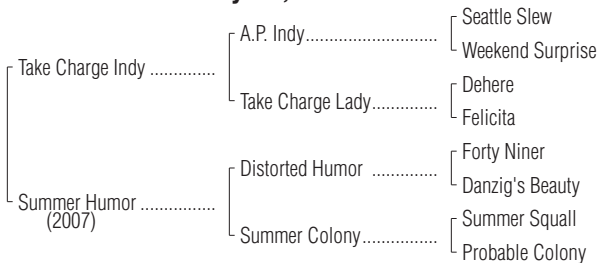 Seattle Slew
A.P. Indy..............................
Weekend Surprise
Take Charge Indy ...............
Dehere
Take Charge Lady...............
Felicita
Forty Niner
Distorted Humor ...............
Danzig's Beauty
Summer Humor .................
(2007)
Summer Squall
Summer Colony.................
Probable Colony